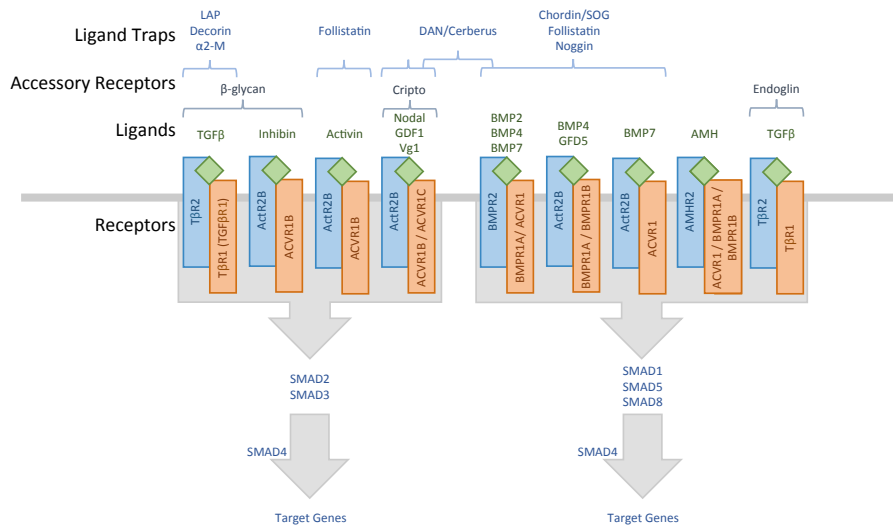 Ligand Traps
LAP
Decorin
α2-M
Follistatin
DAN/Cerberus
Chordin/SOG
Follistatin
Noggin
Accessory Receptors
β-glycan
Cripto
Endoglin
Ligands
TGFβ
Inhibin
Activin
Nodal
GDF1
Vg1
BMP2
BMP4
BMP7
BMP4
GFD5
BMP7
AMH
TGFβ
Receptors
TβR2
TβR1 (TGFβR1)
ActR2B
ACVR1B
ActR2B
ACVR1B
ActR2B
ACVR1B / ACVR1C
BMPR2
BMPR1A/ ACVR1
ActR2B
BMPR1A / BMPR1B
ActR2B
ACVR1
AMHR2
ACVR1 / BMPR1A /
BMPR1B
TβR2
TβR1
SMAD2
SMAD3
SMAD1
SMAD5
SMAD8
SMAD4
SMAD4
Target Genes
Target Genes